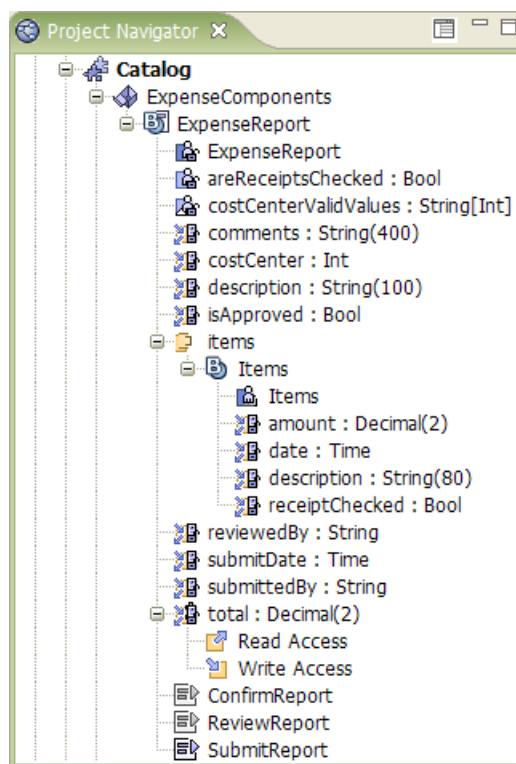 Project Navigator
Catalog
ExpenseComponents
ExpenseReport
ExpenseReport
areReceiptsChecked : Bool
costCenterValidValues : String[Int]
comments : String(400)
costCenter : Int
description : String(100)
isApproved : Bool
items
Items
Items
amount : Decimal(2)
date : Time
description : String(80)
receiptChecked : Bool
reviewedBy : String
submitDate : Time
submittedBy : String
total : Decimal(2)
Read Access
Write Access
ConfirmReport
ReviewReport
SubmitReport